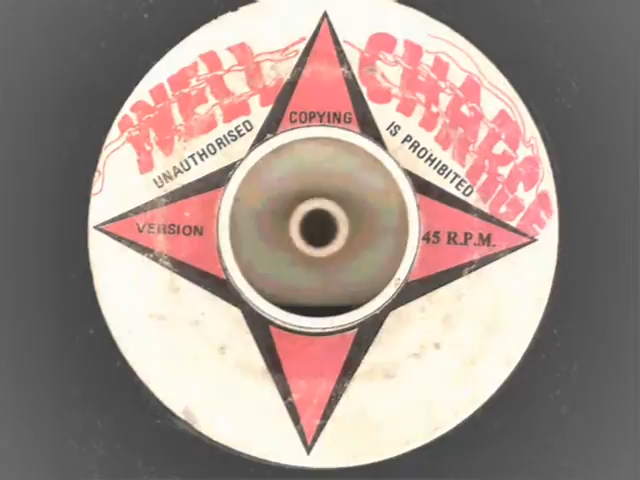 WELL CHARGE
UNAUTHORISED COPYING IS PROHIBITED
VERSION
45 R.P.M.